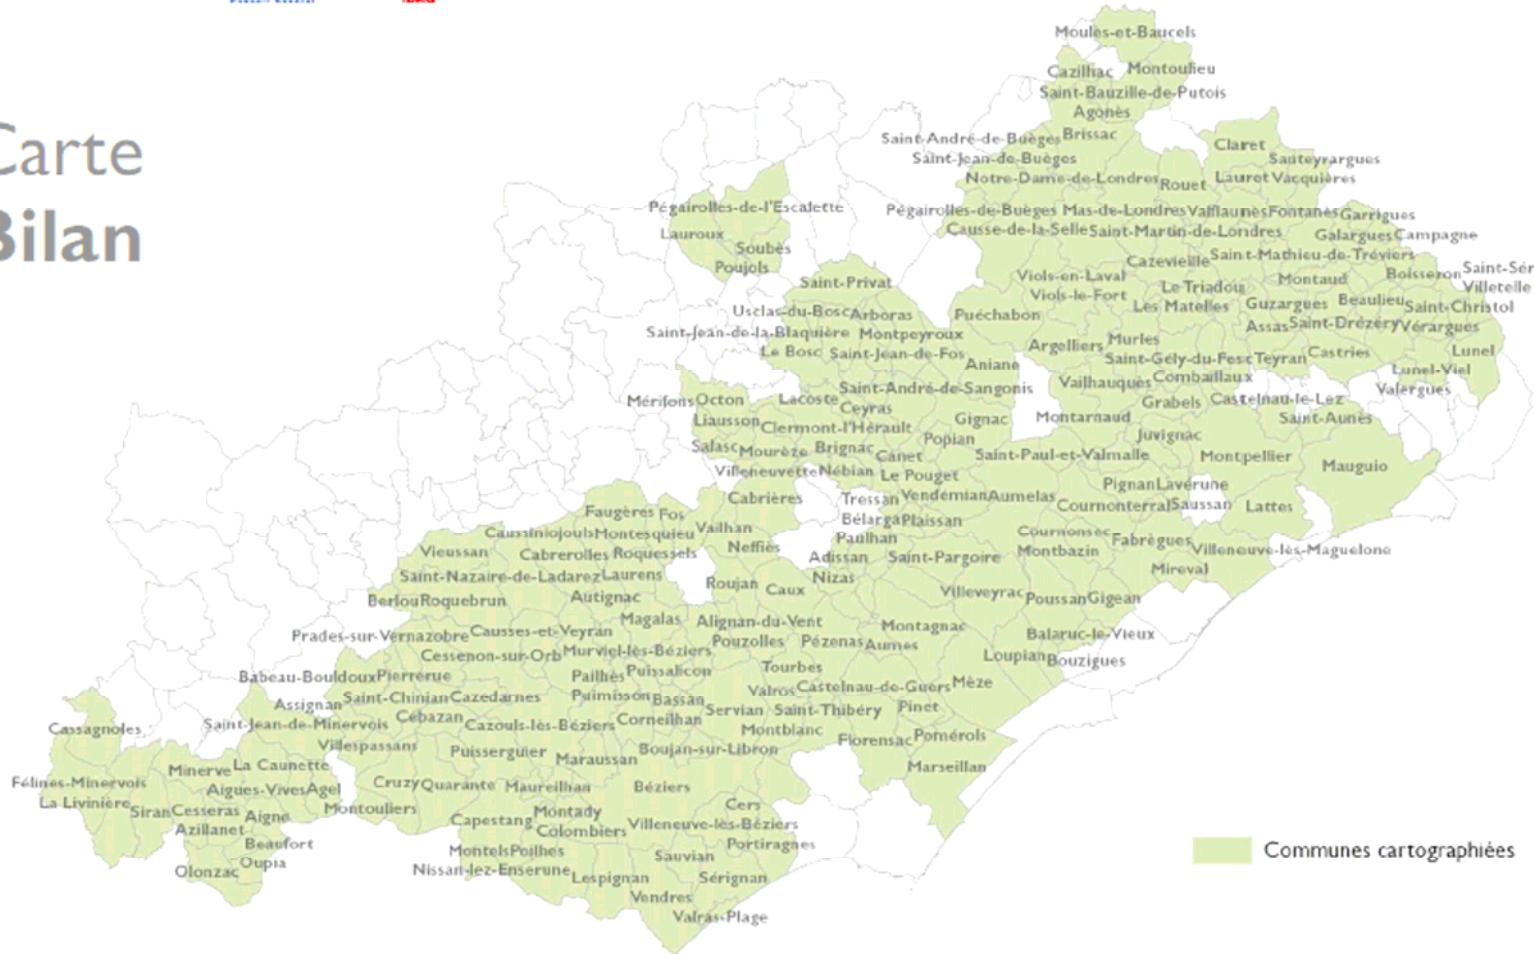 Carte
Bilan
Moulès-et-Baucels
Cazilhac Montoulieu
Saint-Bauzille-de-Putois
Agonès
Saint-André-de-Buèges Brissac
Claret
Saint-Jean-de-Buèges Sauteyrargues
Notre-Dame-de-Londres Rouet Lauret Vacquières
Pégairolles-de-l'Escalette Pégairolles-de-Buèges Mas-de-Londres Valflaunès Fontanès Garrigues
Lauroux Causse-de-la-Selle Saint-Martin-de-Londres Galargues Campagne
Soubès
Poujols Cazevieille Saint-Mathieu-de-Tréviers
Saint-Privat Viols-en-Laval Montaud Boisseron Saint-Sér
Viols-le-Fort Le Triadou Villetelle
Usclas-du-Bosc Arboras Puéchabon Les Matelles Guzargues Beaulieu Saint-Christol
Saint-Jean-de-la-Blaquière Montpeyroux Assas Saint-Drézéry Vérargues
Le Bosc Saint-Jean-de-Fos Argelliers Murles
Aniane Saint-Gély-du-Fesc Teyran Castries Lunel
Lunel-Viel
Saint-André-de-Sangonis Vailhauquès Combaillaux Valergues
Mérifons Octon Lacoste Ceyras Grabels Castelnau-le-Lez
Liausson Clermont-l'Hérault Gignac Montarnaud Saint-Aunès
Salasc Mourèze Brignac Canet Popian Juvignac
Saint-Paul-et-Valmalle Montpellier Mauguio
Villeneuvette Nébian Le Pouget
Cabrières Tressan Vendémian Aumelas Pignan Lavérune
Cournonterral Saussan Lattes
Faugères Fos Bélarga Plaissan
Caussiniojouls Montesquieu Vailhan Paulhan Cournonsec Fabrègues
Vieussan Cabrerolles Roquessels Neffiès Adissan Saint-Pargoire Montbazin Villeneuve-lès-Maguelone
Saint-Nazaire-de-Ladarez Laurens Roujan Caux Nizas Mireval
Berlou Roquebrun Autignac Villeveyrac Poussan Gigean
Magalas Alignan-du-Vent Montagnac
Prades-sur-Vernazobre Causses-et-Veyran Pouzolles Pézenas Aumes Balaruc-le-Vieux
Cessenon-sur-Orb Murviel-lès-Béziers Loupian Bouzigues
Babeau-Bouldoux Pierrerue Pailhès Puissalicon Tourbes
Assignan Saint-Chinian Cazedarnes Puimisson Bassan Valros Castelnau-de-Guers Mèze
Servian Saint-Thibéry Pinet
Cassagnoles Saint-Jean-de-Minervois Cébazan Cazouls-lès-Béziers Corneilhan Montblanc
Villespassans Puisserguier Maraussan Boujan-sur-Libron Florensac Pomérols
Minerve La Caunette Marseillan
Félines-Minervois Aigues-Vives Agel Cruzy Quarante Maureilhan Béziers
La Livinière Siran Cesseras Aigne Montouliers Cers
Azillanet Capestang Montady Villeneuve-lès-Béziers
Beaufort Colombiers Portiragnes
Oupia Montels Poilhes Sauvian
Olonzac Nissan-lez-Enserune Lespignan Sérignan
Vendres
Valras-Plage
Communes cartographiées